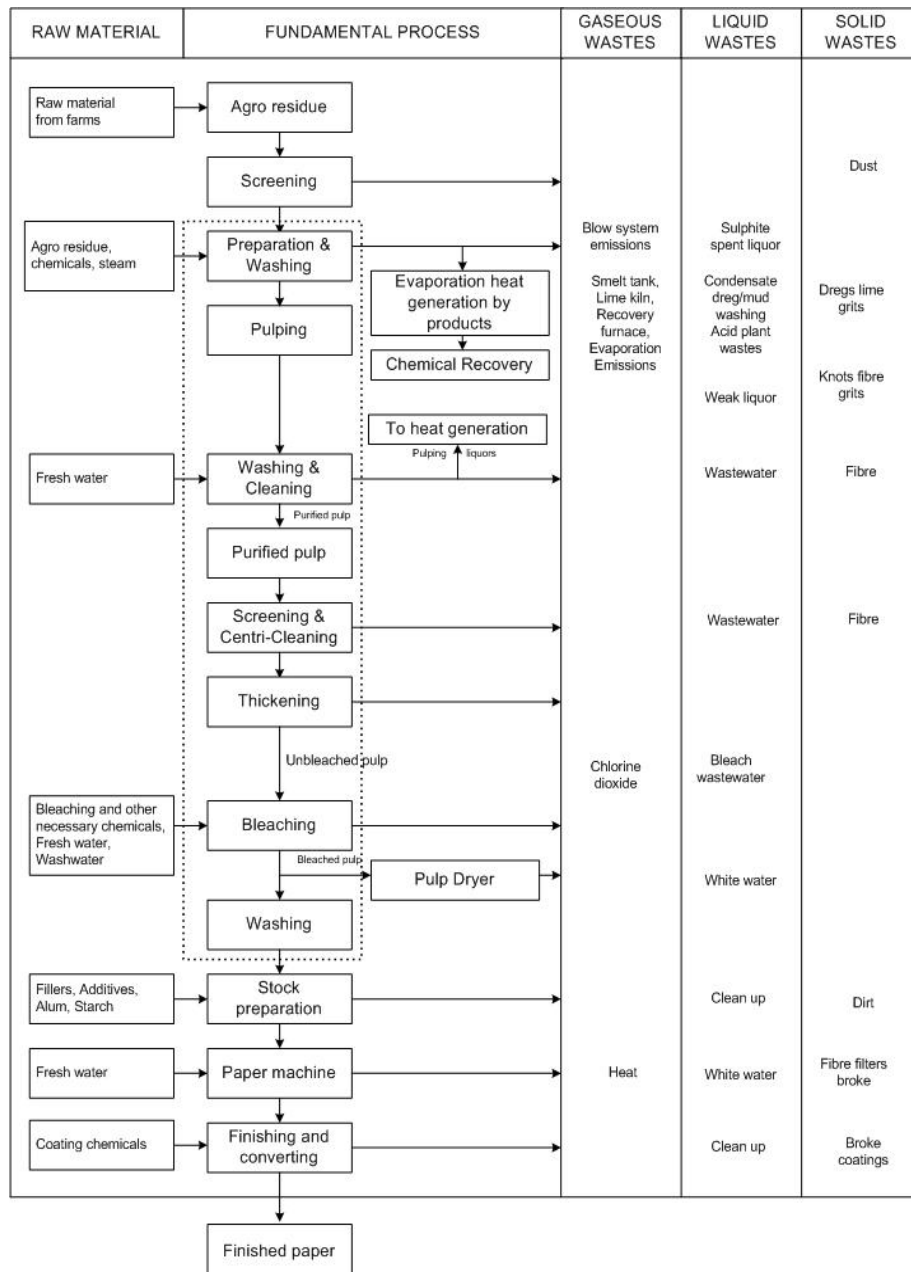 RAW MATERIAL
FUNDAMENTAL PROCESS
GASEOUS
WASTES
LIQUID
WASTES
SOLID
WASTES
Raw material
from farms
Agro residue
Screening
Dust
Agro residue,
chemicals, steam
Preparation &
Washing
Blow system
emissions
Sulphite
spent liquor
Evaporation heat
generation by
products
Smelt tank,
Lime kiln,
Recovery
furnace,
Evaporation
Emissions
Condensate
dreg/mud
washing
Acid plant
wastes
Dregs lime
grits
Pulping
Chemical Recovery
Knots fibre
grits
Weak liquor
To heat generation
Pulping liquors
Fresh water
Washing &
Cleaning
Wastewater
Fibre
Purified pulp
Purified pulp
Screening &
Centri-Cleaning
Wastewater
Fibre
Thickening
Unbleached pulp
Chlorine
dioxide
Bleach
wastewater
Bleaching and other
necessary chemicals,
Fresh water,
Washwater
Bleaching
Bleached pulp
Pulp Dryer
White water
Washing
Fillers, Additives,
Alum, Starch
Stock
preparation
Clean up
Dirt
Fresh water
Paper machine
Heat
White water
Fibre filters
broke
Coating chemicals
Finishing and
converting
Clean up
Broke
coatings
Finished paper